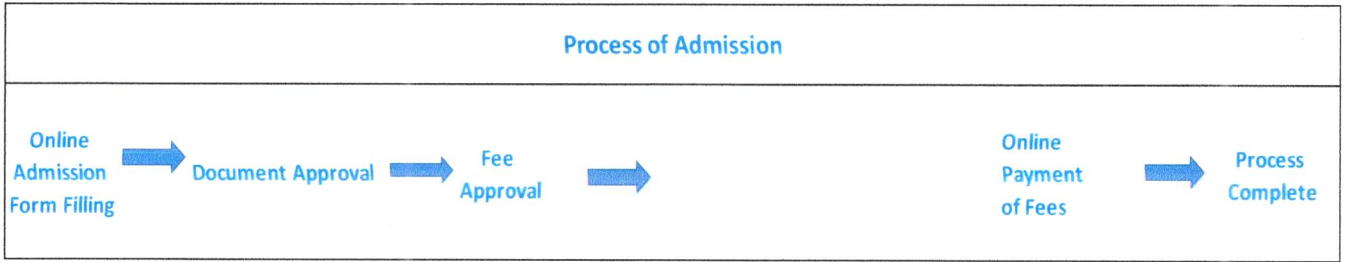 Process of Admission
Online
Admission
Form Filling
Document Approval
Fee
Approval
Online
Payment
of Fees
Process
Complete